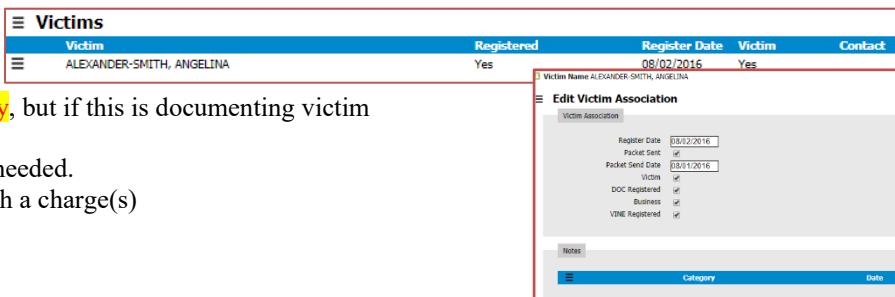 Victims
Victim Registered Register Date Victim Contact
ALEXANDER-SMITH, ANGELINA Yes 08/02/2016 Yes
Victim Name ALEXANDER-SMITH, ANGELINA
y, but if this is documenting victim
Edit Victim Association
Victim Association
Register Date 08/02/2016
needed.
Packet Sent
h a charge(s)
Packet Send Date 08/01/2016
Victim
DOC Registered
Business
VINE Registered
Notes
Category Date